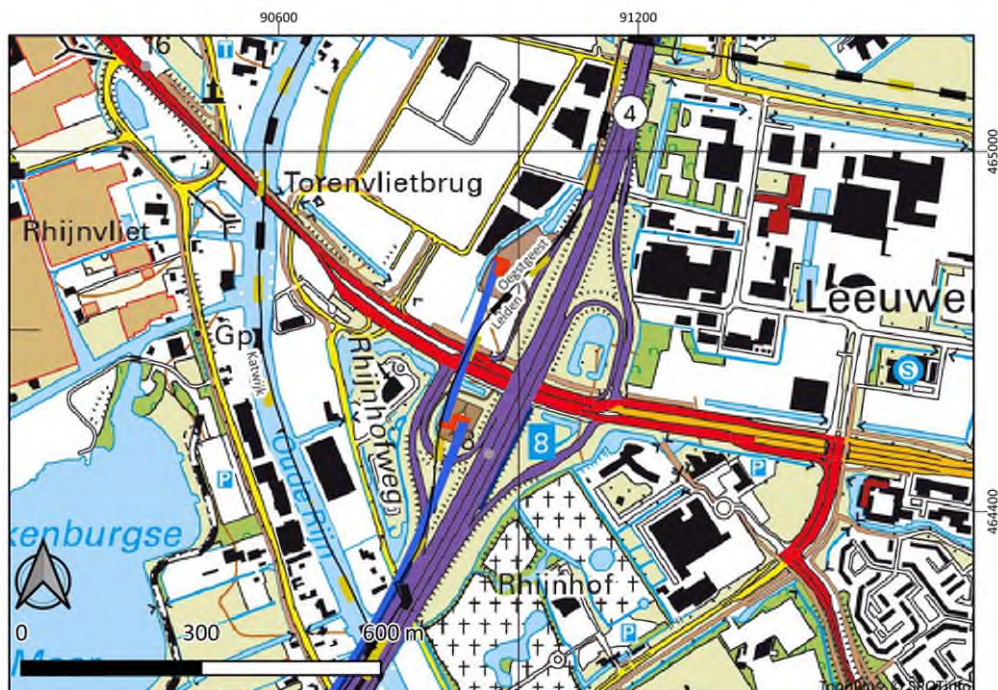 90600
91200
16
4
465000
Torenvlietbrug
Rhijnvliet
Oegstgeest
Leiden
Gp
Katwijk
Rhijnhofweg
S
8
P
P
Oude Rijn
464400
kenburgse
Rhijnhof
0
300
600 m
P
Meer